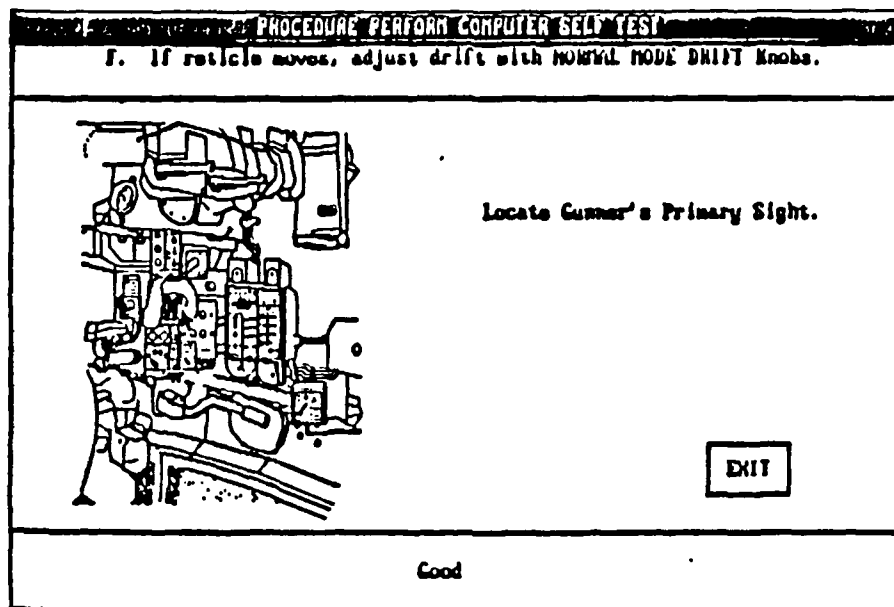 PROCEDURE PERFORM COMPUTER SELF TEST
F. If reticle moves, adjust drift with NORMAL MODE DRIFT Knobs.
Locate Gunner's Primary Sight.
EXIT
Good